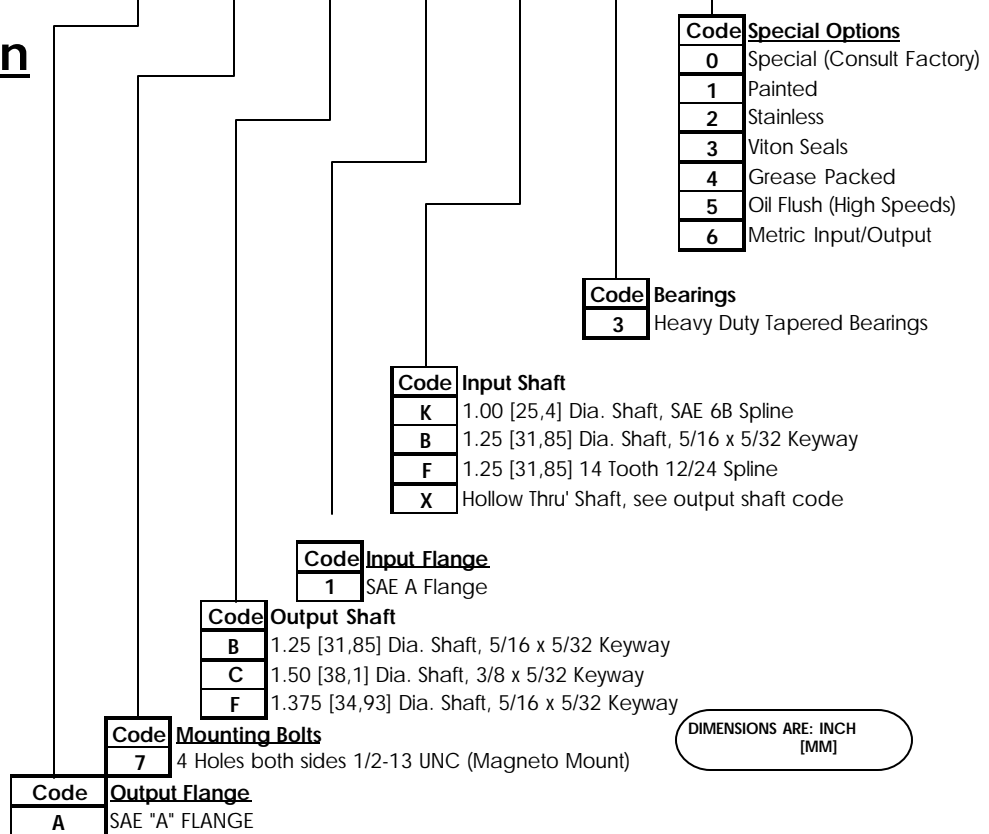 n
Code Special Options
0 Special (Consult Factory)
1 Painted
2 Stainless
3 Viton Seals
4 Grease Packed
5 Oil Flush (High Speeds)
6 Metric Input/Output
Code Bearings
3 Heavy Duty Tapered Bearings
Code Input Shaft
K 1.00 [25,4] Dia. Shaft, SAE 6B Spline
B 1.25 [31,85] Dia. Shaft, 5/16 x 5/32 Keyway
F 1.25 [31,85] 14 Tooth 12/24 Spline
X Hollow Thru' Shaft, see output shaft code
Code Input Flange
1 SAE A Flange
Code Output Shaft
B 1.25 [31,85] Dia. Shaft, 5/16 x 5/32 Keyway
C 1.50 [38,1] Dia. Shaft, 3/8 x 5/32 Keyway
F 1.375 [34,93] Dia. Shaft, 5/16 x 5/32 Keyway
DIMENSIONS ARE: INCH
[MM]
Code Mounting Bolts
7 4 Holes both sides 1/2-13 UNC (Magneto Mount)
Code Output Flange
A SAE "A" FLANGE